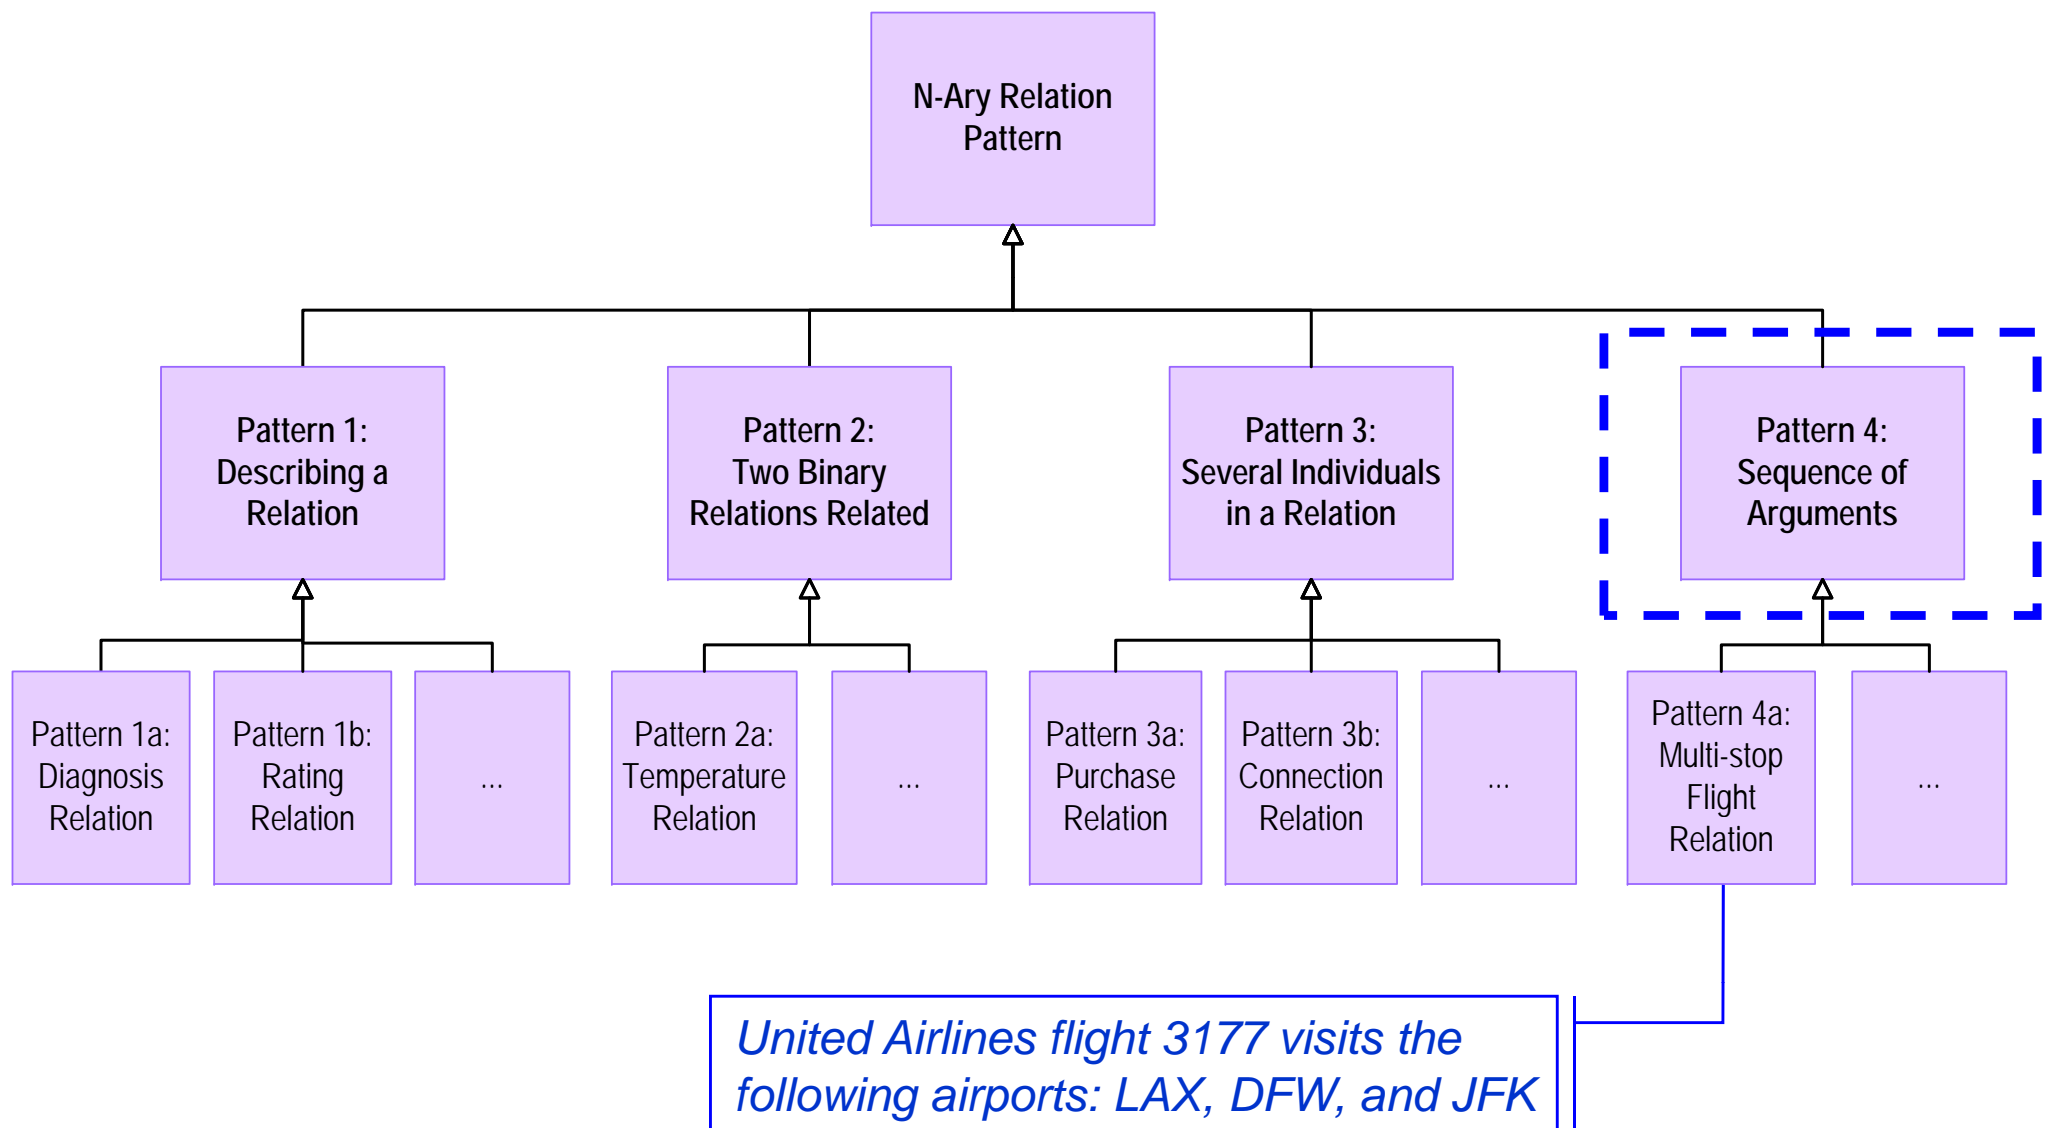 N-Ary Relation
Pattern
Pattern 1:
Describing a
Relation
Pattern 2:
Two Binary
Relations Related
Pattern 3:
Several Individuals
in a Relation
Pattern 4:
Sequence of
Arguments
Pattern 1a:
Diagnosis
Relation
Pattern 1b:
Rating
Relation
...
Pattern 2a:
Temperature
Relation
...
Pattern 3a:
Purchase
Relation
Pattern 3b:
Connection
Relation
...
Pattern 4a:
Multi-stop
Flight
Relation
...
United Airlines flight 3177 visits the
following airports: LAX, DFW, and JFK